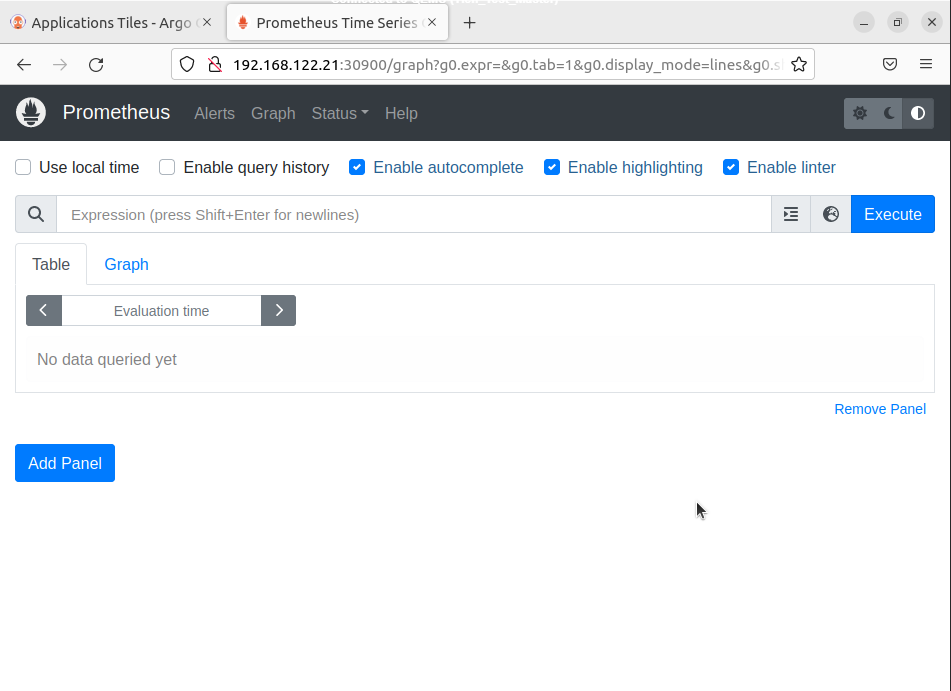 Applications Tiles - Argo
Prometheus Time Series
192.168.122.21:30900/graph?g0.expr=&g0.tab=1&g0.display_mode=lines&g0.s
Prometheus Alerts Graph Status Help
Use local time Enable query history Enable autocomplete Enable highlighting Enable linter
Expression (press Shift+Enter for newlines) Execute
Table Graph
Evaluation time
No data queried yet
Remove Panel
Add Panel